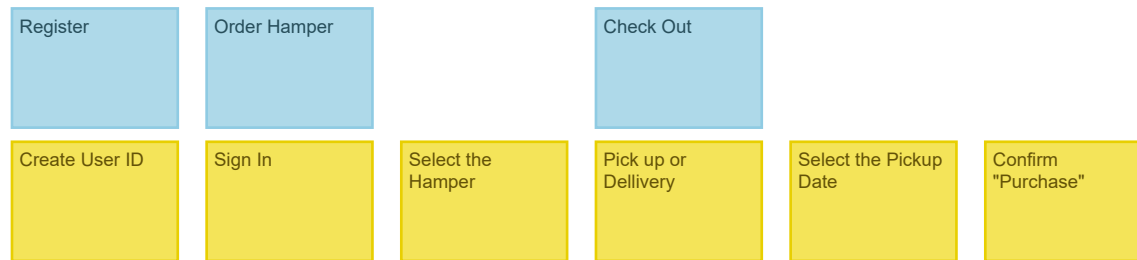 Register
Order Hamper
Check Out
Create User ID
Sign In
Select the
Hamper
Pick up or
Dellivery
Select the Pickup
Date
Confirm
"Purchase"